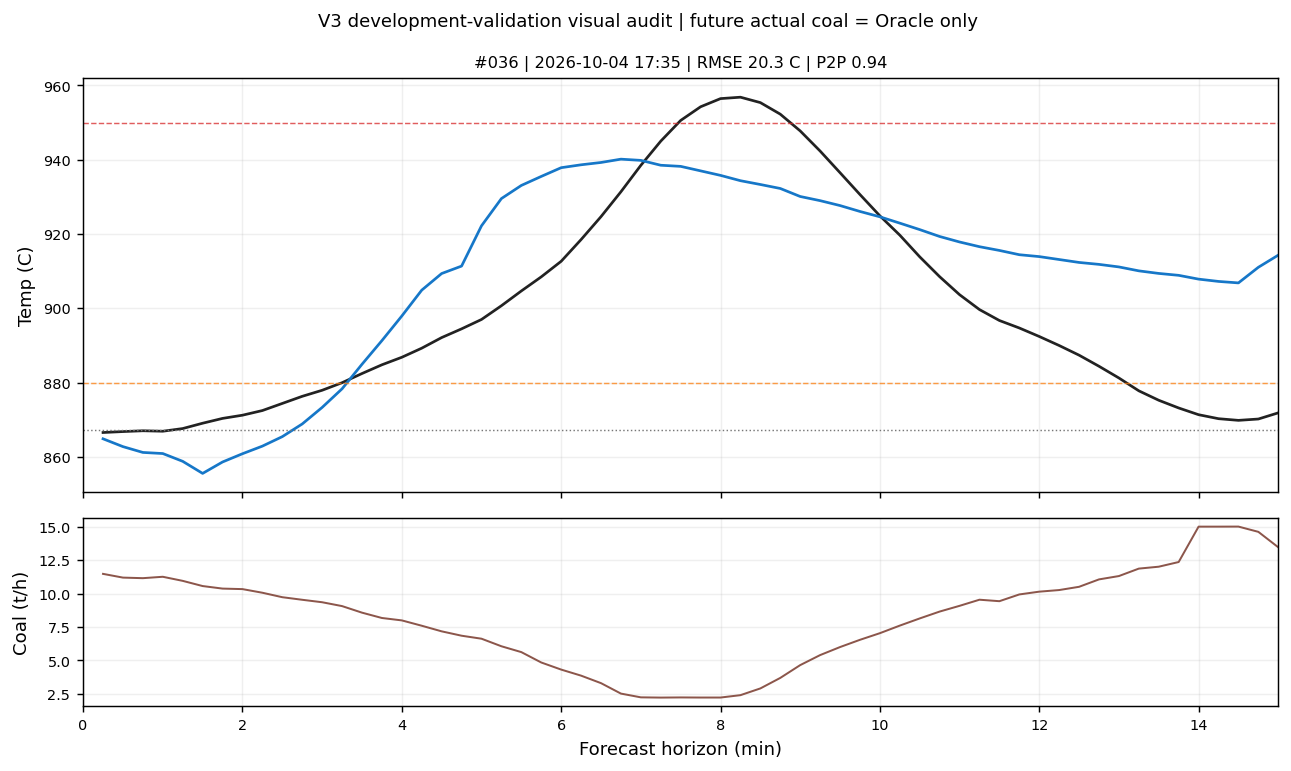 V3 development-validation visual audit | future actual coal = Oracle only
#036 | 2026-10-04 17:35 | RMSE 20.3 C | P2P 0.94
960
940
920
900
880
860
Temp (C)
15.0
12.5
10.0
7.5
5.0
2.5
Coal (t/h)
0 2 4 6 8 10 12 14
Forecast horizon (min)